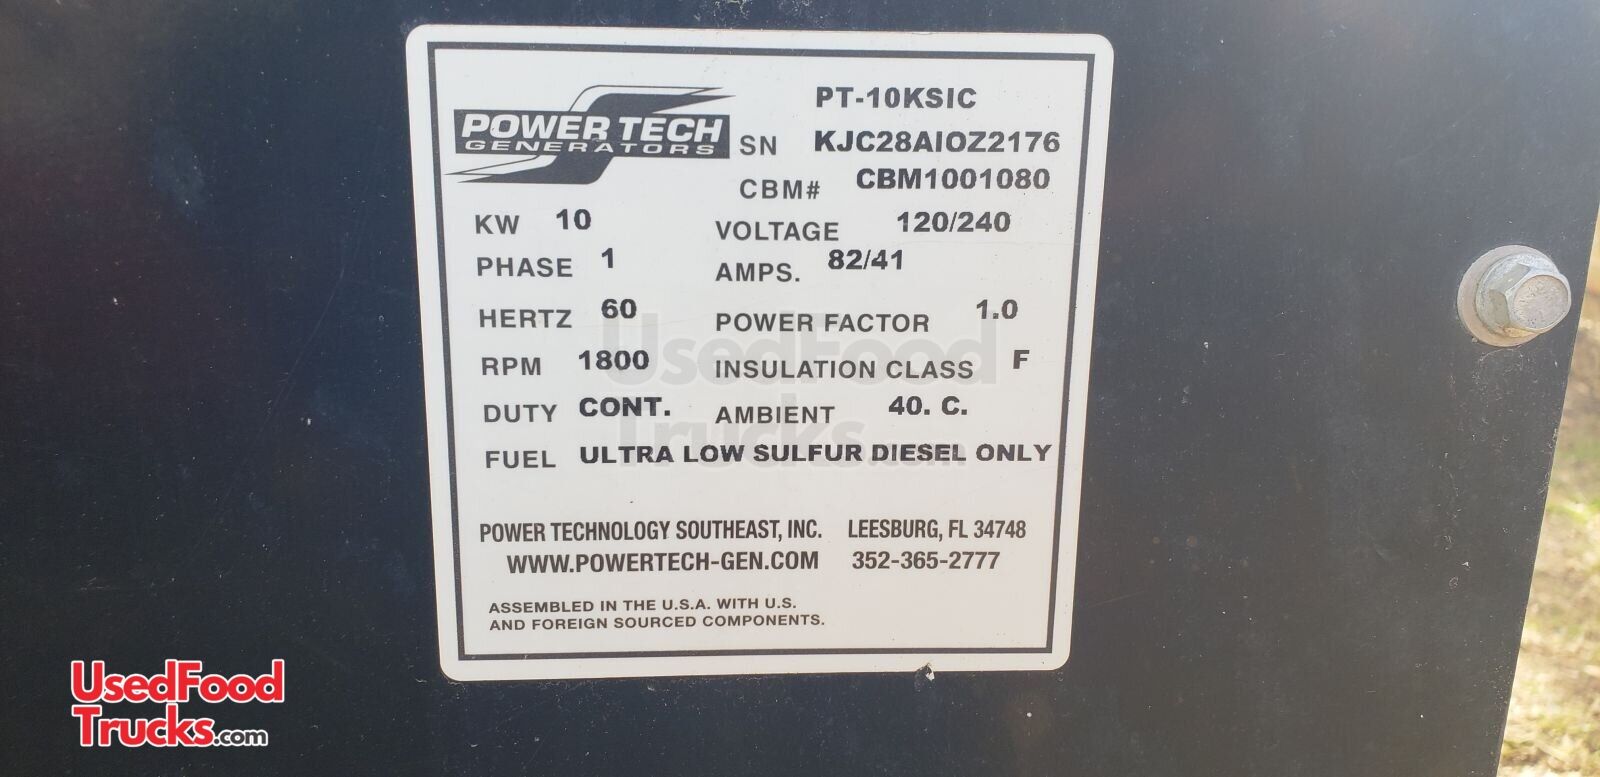 POWER TECH
GENERATORS
PT-10KSIC
SN KJC28AIOZ2176
CBM# CBM1001080
KW 10 VOLTAGE 120/240
PHASE 1 AMPS. 82/41
HERTZ 60 POWER FACTOR 1.0
RPM 1800 INSULATION CLASS F
DUTY CONT. AMBIENT 40. C.
FUEL ULTRA LOW SULFUR DIESEL ONLY
POWER TECHNOLOGY SOUTHEAST, INC. LEESBURG, FL 34748
WWW.POWERTECH-GEN.COM 352-365-2777
ASSEMBLED IN THE U.S.A. WITH U.S.
AND FOREIGN SOURCED COMPONENTS.
UsedFood
Trucks.com
UsedFood
Trucks.com